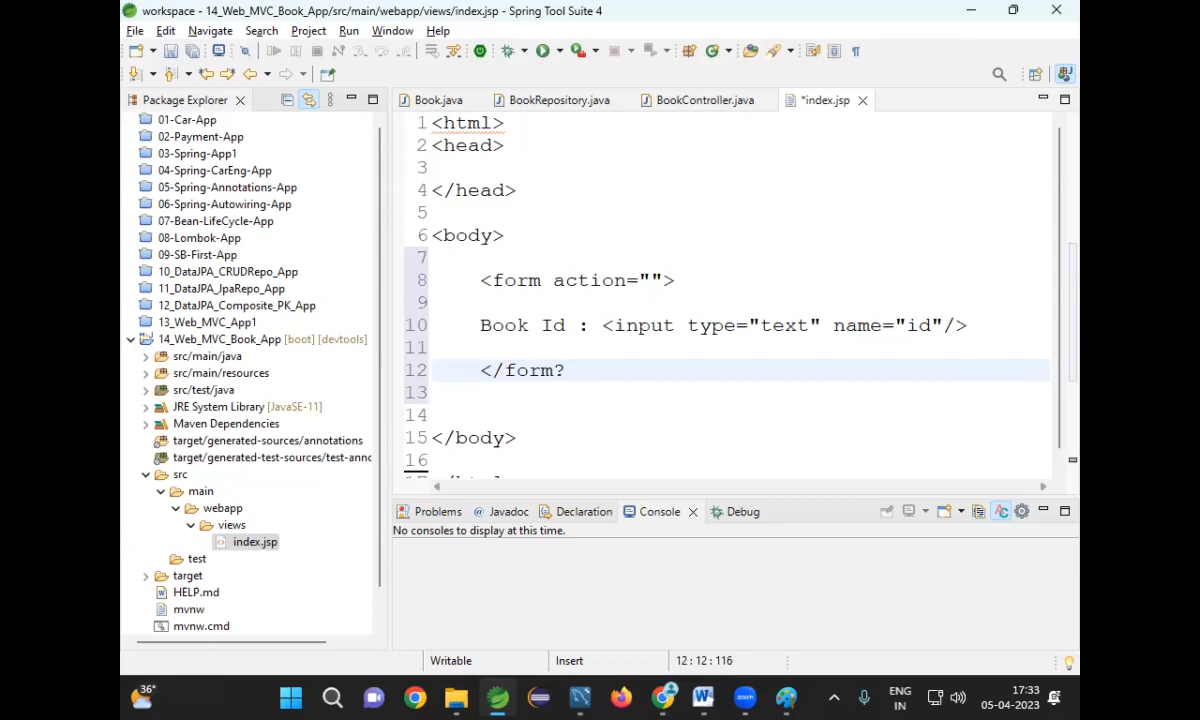 workspace - 14_Web_MVC_Book_App/src/main/webapp/views/index.jsp - Spring Tool Suite 4
File Edit Navigate Search Project Run Window Help
Package Explorer
01-Car-App
02-Payment-App
03-Spring-App1
04-Spring-CarEng-App
05-Spring-Annotations-App
06-Spring-Autowiring-App
07-Bean-LifeCycle-App
08-Lombok-App
09-SB-First-App
10_DataJPA_CRUDRepo_App
11_DataJPA_JpaRepo_App
12_DataJPA_Composite_PK_App
13_Web_MVC_App1
14_Web_MVC_Book_App [boot] [devtools]
src/main/java
src/main/resources
src/test/java
JRE System Library [JavaSE-11]
Maven Dependencies
target/generated-sources/annotations
target/generated-test-sources/test-anno
src
main
webapp
views
index.jsp
test
target
HELP.md
mvnw
mvnw.cmd
Book.java BookRepository.java BookController.java *index.jsp
1 <html>
2 <head>
3
4 </head>
5
6 <body>
7
8 <form action="">
9
10 Book Id : <input type="text" name="id"/>
11
12 </form?
13
14
15 </body>
16
Problems @ Javadoc Declaration Console Debug
No consoles to display at this time.
Writable Insert 12 : 12 : 116
36°
ENG
IN
17:33
05-04-2023